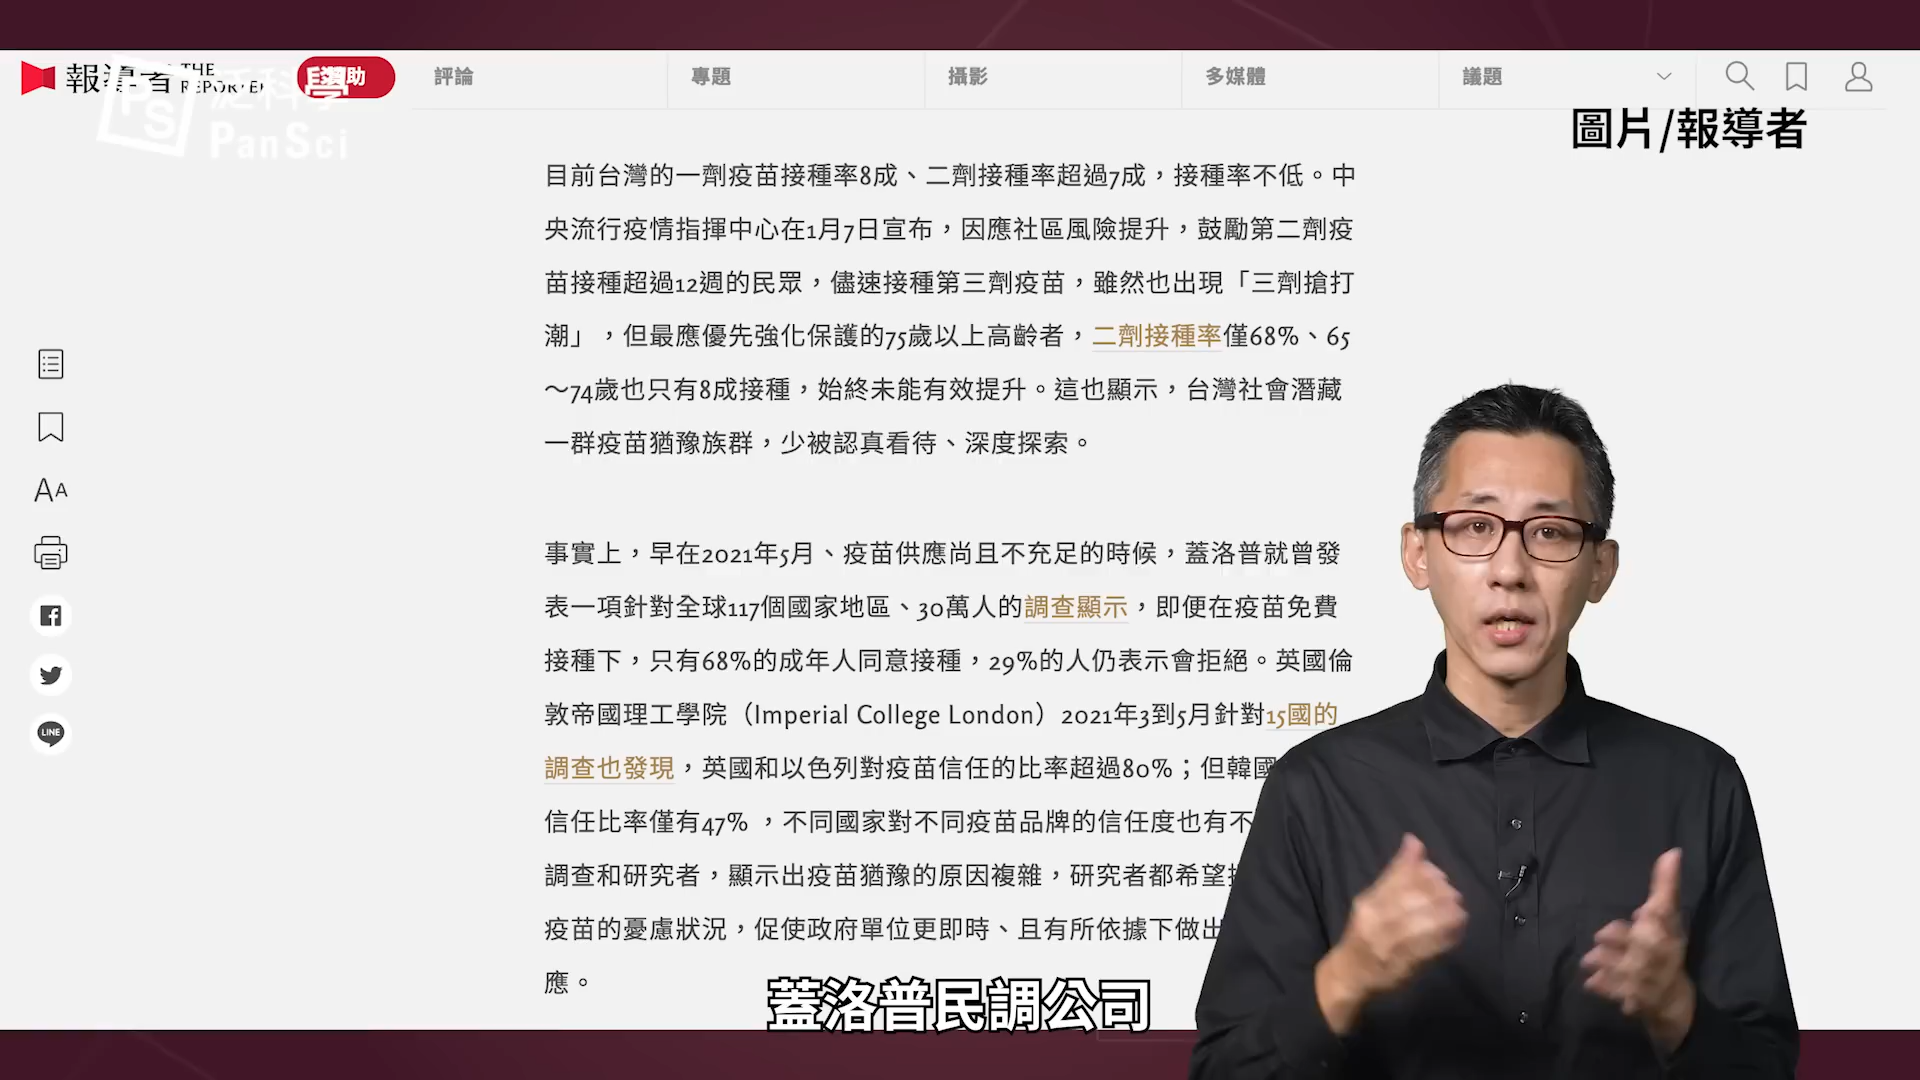 報導者 THE REPORTER
助
評論
專題
攝影
多媒體
議題
泛科學
PS
PanSci
圖片/報導者
目前台灣的一劑疫苗接種率8成、二劑接種率超過7成，接種率不低。中
央流行疫情指揮中心在1月7日宣布，因應社區風險提升，鼓勵第二劑疫
苗接種超過12週的民眾，儘速接種第三劑疫苗，雖然也出現「三劑搶打
潮」，但最應優先強化保護的75歲以上高齡者，二劑接種率僅68%、65
～74歲也只有8成接種，始終未能有效提升。這也顯示，台灣社會潛藏
一群疫苗猶豫族群，少被認真看待、深度探索。
事實上，早在2021年5月、疫苗供應尚且不充足的時候，蓋洛普就曾發
表一項針對全球117個國家地區、30萬人的調查顯示，即便在疫苗免費
接種下，只有68%的成年人同意接種，29%的人仍表示會拒絕。英國倫
敦帝國理工學院（Imperial College London）2021年3到5月針對15國的
調查也發現，英國和以色列對疫苗信任的比率超過80%；但韓國
信任比率僅有47% ，不同國家對不同疫苗品牌的信任度也有不
調查和研究者，顯示出疫苗猶豫的原因複雜，研究者都希望
疫苗的憂慮狀況，促使政府單位更即時、且有所依據下做出
應。
AA
LINE
蓋洛普民調公司